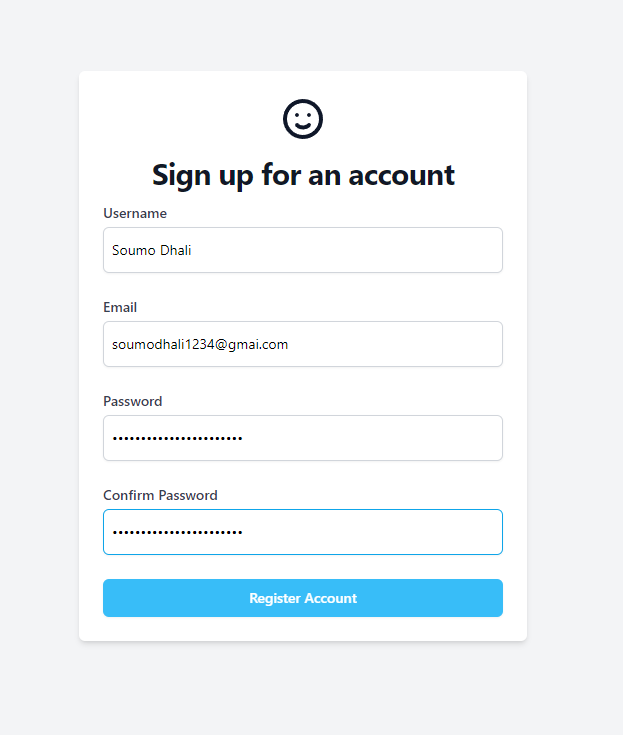 Sign up for an account
Username
Soumo Dhali
Email
soumodhali1234@gmai.com
Password
•••••••••••••••••••••••
Confirm Password
•••••••••••••••••••••••
Register Account